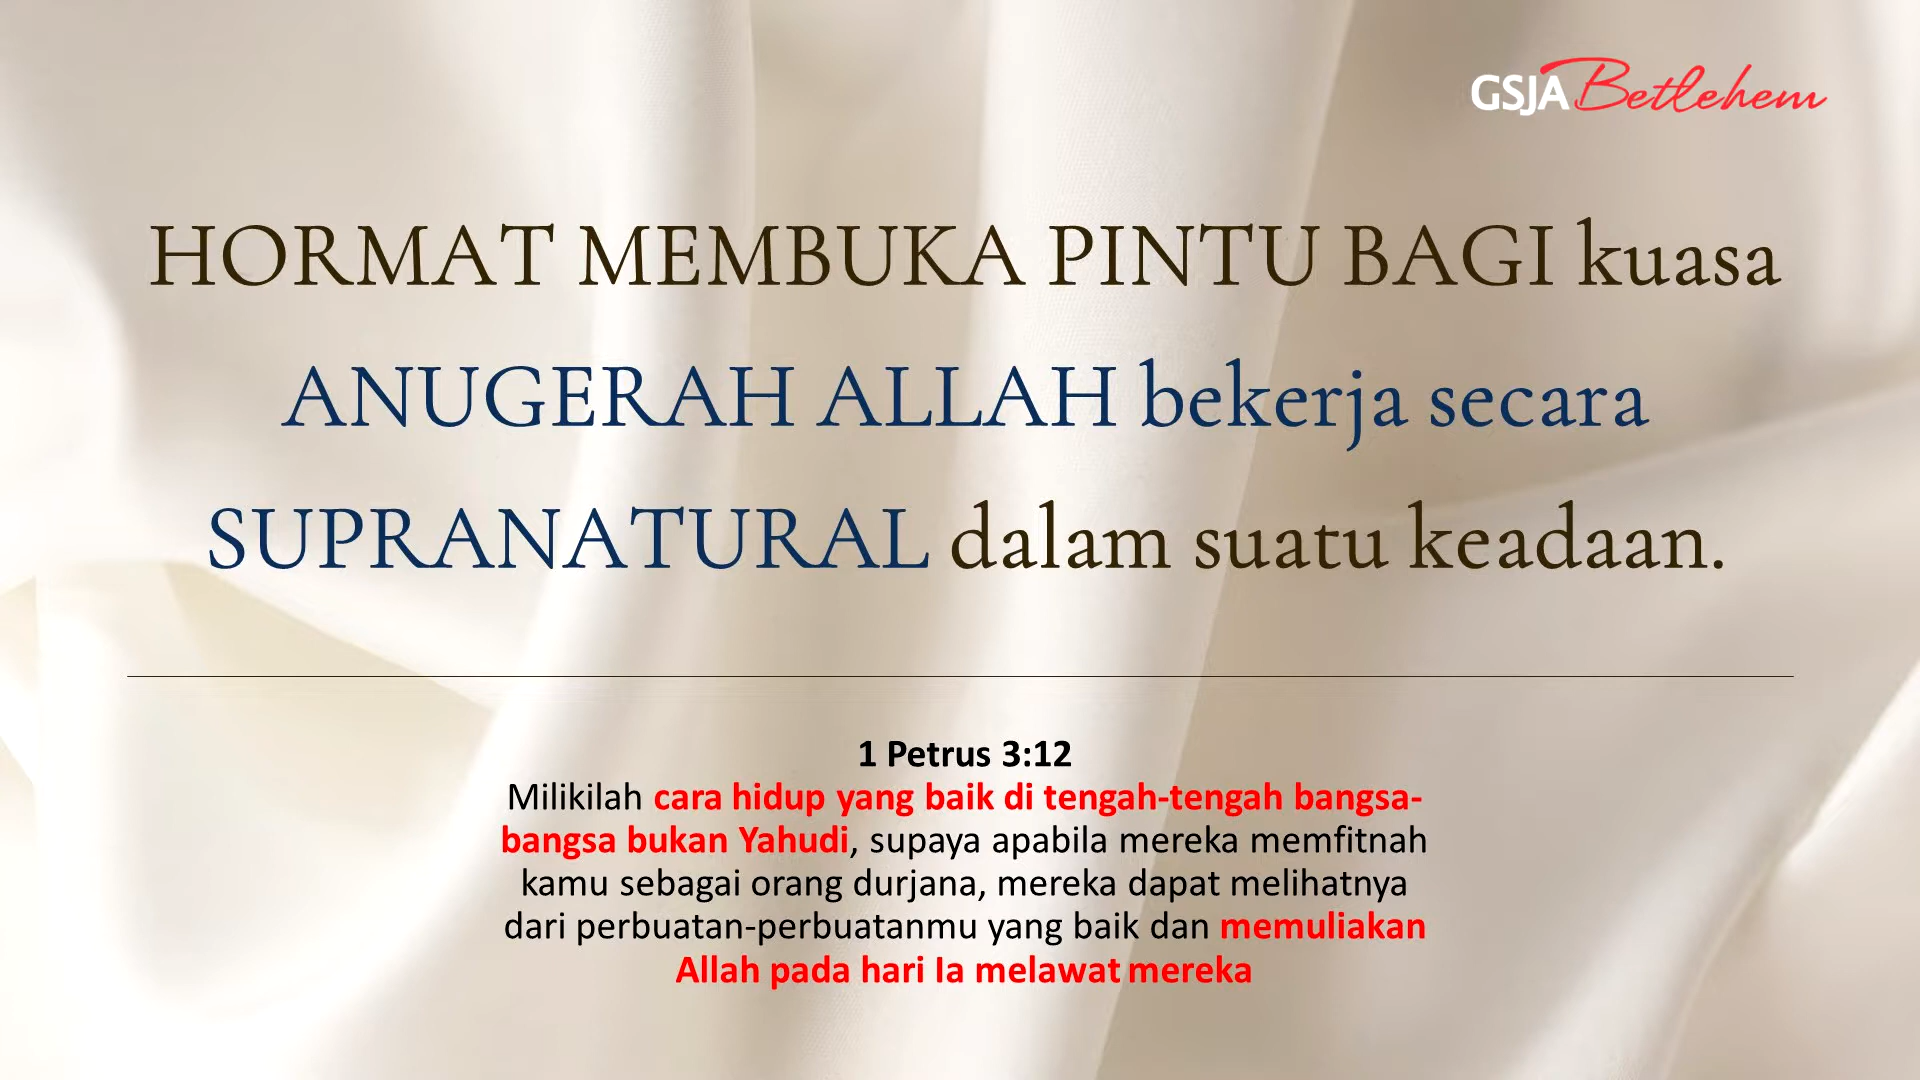 GSJA Betlehem
HORMAT MEMBUKA PINTU BAGI kuasa
ANUGERAH ALLAH bekerja secara
SUPRANATURAL dalam suatu keadaan.
1 Petrus 3:12
Milikilah cara hidup yang baik di tengah-tengah bangsa-
bangsa bukan Yahudi, supaya apabila mereka memfitnah
kamu sebagai orang durjana, mereka dapat melihatnya
dari perbuatan-perbuatanmu yang baik dan memuliakan
Allah pada hari Ia melawat mereka